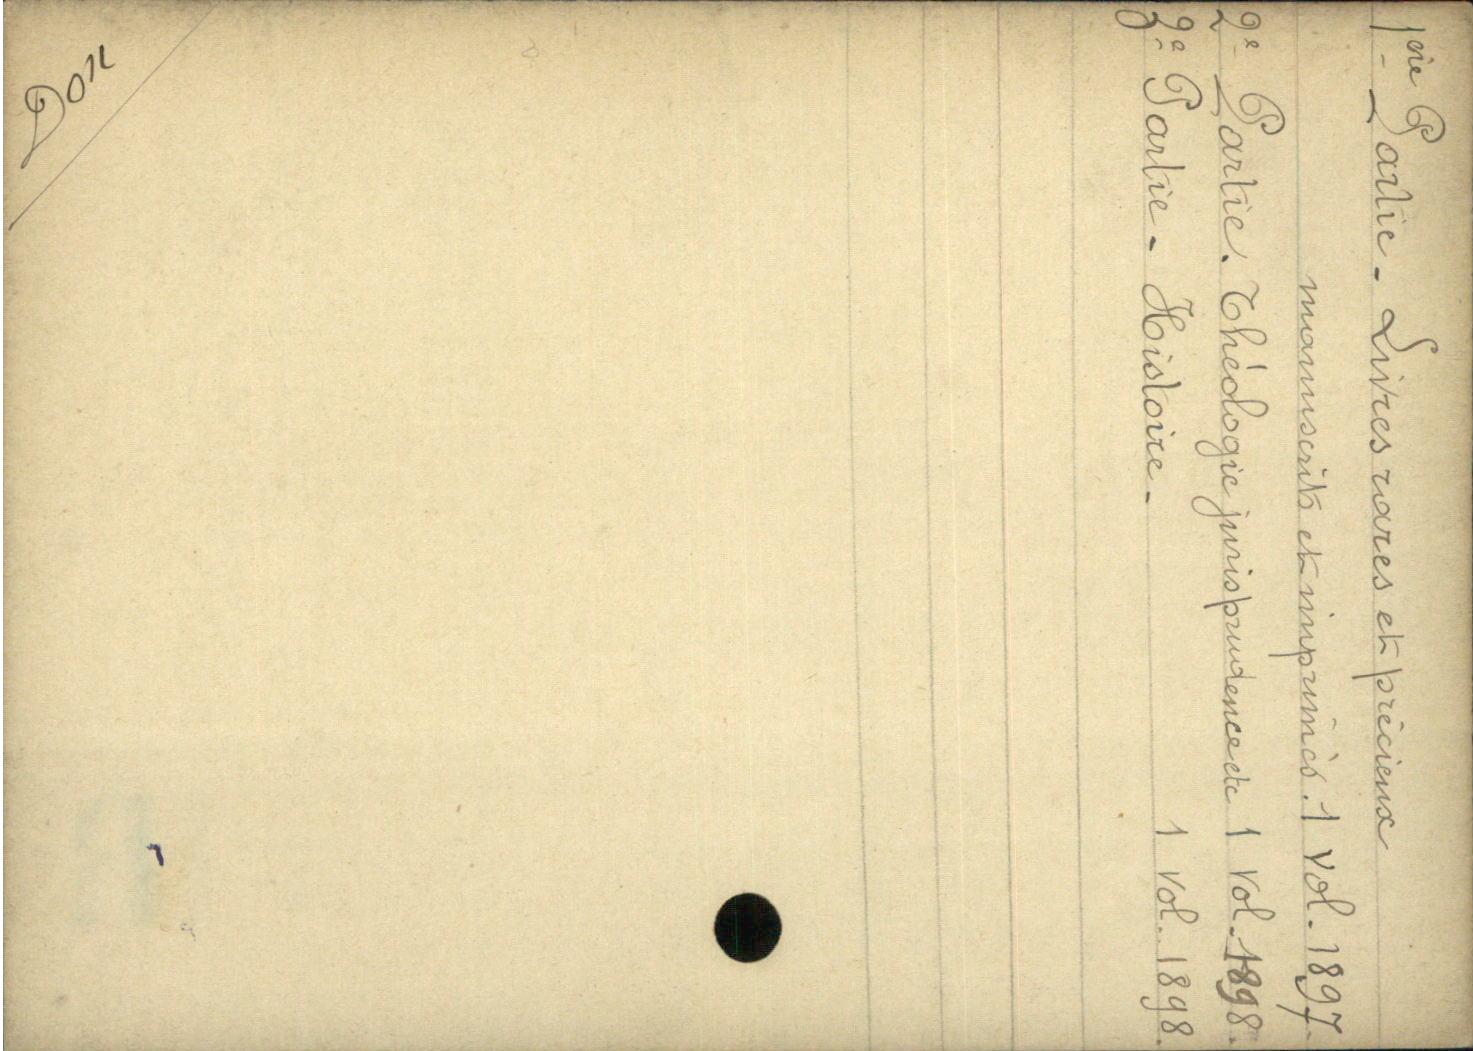 1ère Partie - Livres rares et précieux
manuscrits et imprimés. 1 vol. 1897.
2e Partie. Théologie jurisprudence etc 1 vol. 1898.
3e Partie - Histoire - 1 vol. 1898.
Don